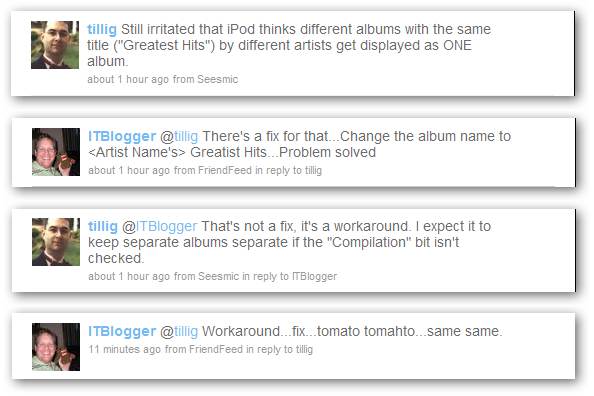 tillig Still irritated that iPod thinks different albums with the same
title ("Greatest Hits") by different artists get displayed as ONE
album.
about 1 hour ago from Seesmic
ITBlogger @tillig There's a fix for that...Change the album name to
<Artist Name's> Greatist Hits...Problem solved
about 1 hour ago from FriendFeed in reply to tillig
tillig @ITBlogger That's not a fix, it's a workaround. I expect it to
keep separate albums separate if the "Compilation" bit isn't
checked.
about 1 hour ago from Seesmic in reply to ITBlogger
ITBlogger @tillig Workaround...fix...tomato tomahto...same same.
11 minutes ago from FriendFeed in reply to tillig